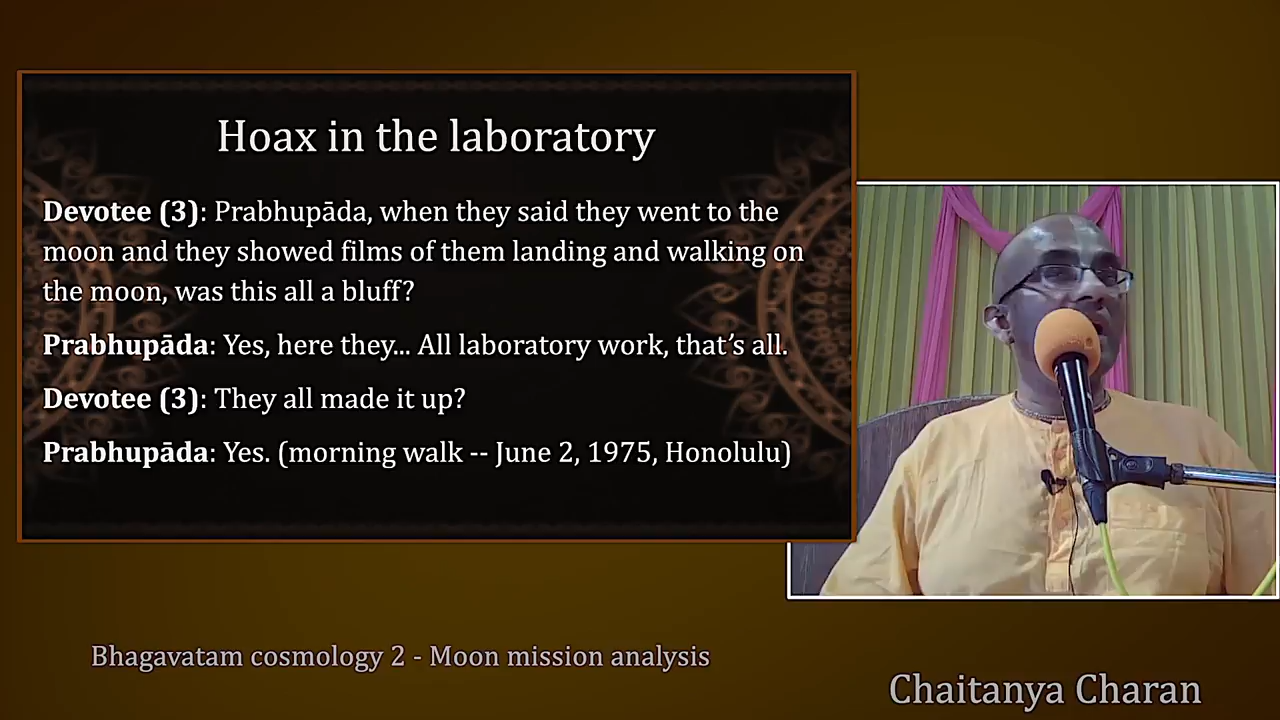 Hoax in the laboratory
Devotee (3): Prabhupāda, when they said they went to the
moon and they showed films of them landing and walking on
the moon, was this all a bluff?
Prabhupāda: Yes, here they... All laboratory work, that’s all.
Devotee (3): They all made it up?
Prabhupāda: Yes. (morning walk -- June 2, 1975, Honolulu)
Bhagavatam cosmology 2 - Moon mission analysis
Chaitanya Charan